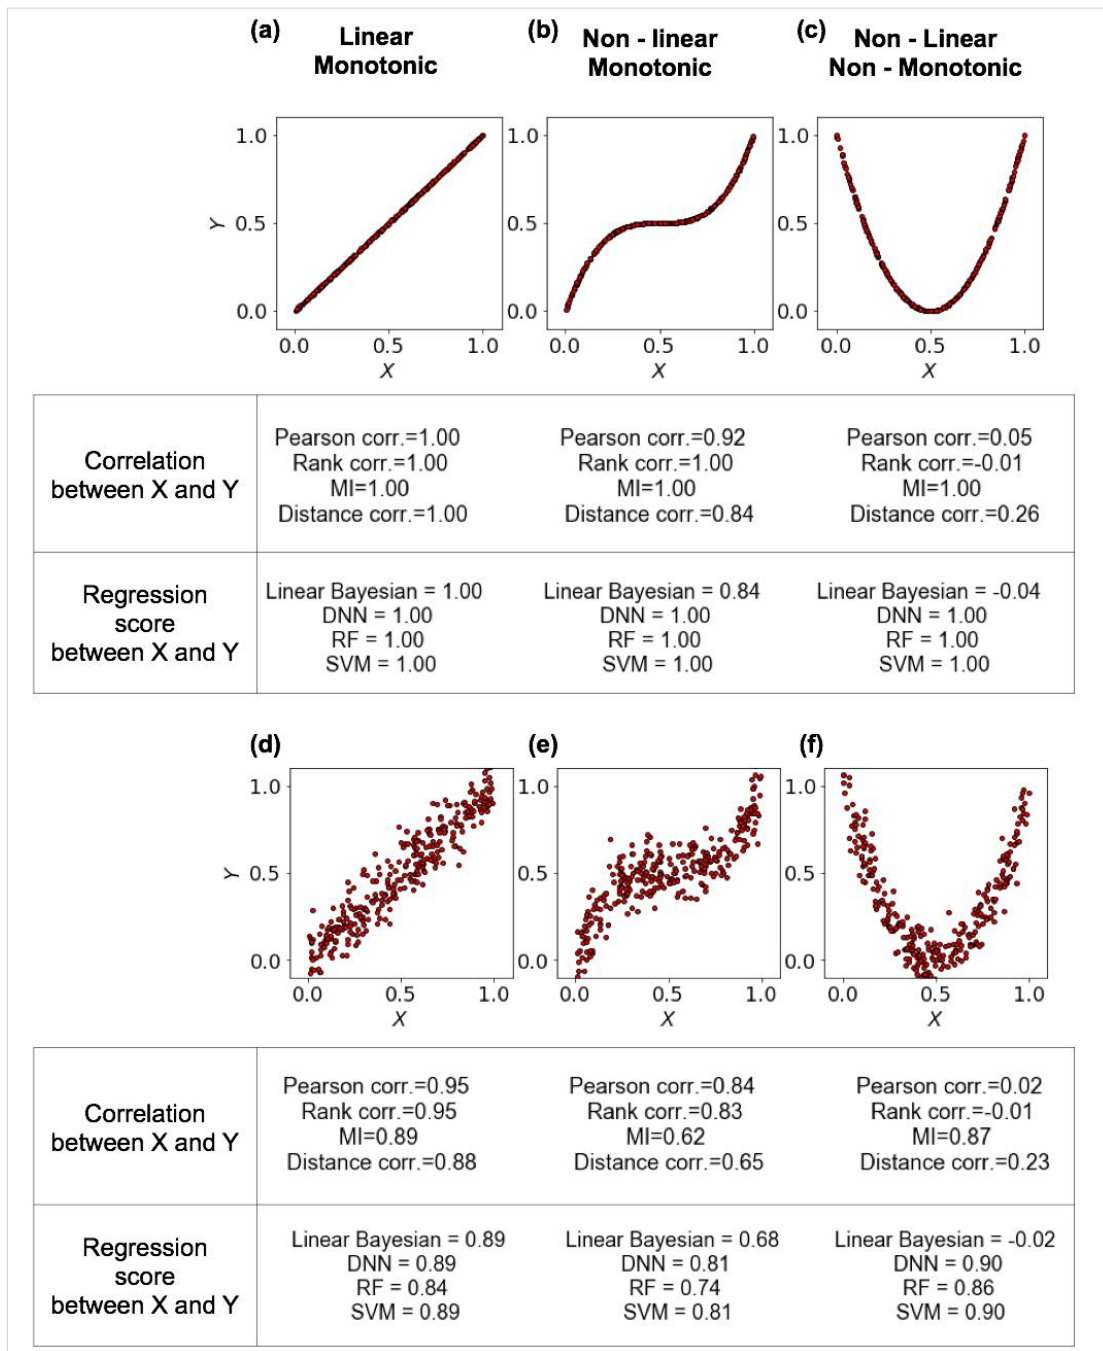 (a) Linear
Monotonic
(b) Non - linear
Monotonic
(c) Non - Linear
Non - Monotonic
1.0
0.5
0.0
Y
0.0 0.5 1.0
X
1.0
0.5
0.0
0.0 0.5 1.0
X
1.0
0.5
0.0
0.0 0.5 1.0
X
Correlation
between X and Y
Pearson corr.=1.00
Rank corr.=1.00
MI=1.00
Distance corr.=1.00
Pearson corr.=0.92
Rank corr.=1.00
MI=1.00
Distance corr.=0.84
Pearson corr.=0.05
Rank corr.=-0.01
MI=1.00
Distance corr.=0.26
Regression
score
between X and Y
Linear Bayesian = 1.00
DNN = 1.00
RF = 1.00
SVM = 1.00
Linear Bayesian = 0.84
DNN = 1.00
RF = 1.00
SVM = 1.00
Linear Bayesian = -0.04
DNN = 1.00
RF = 1.00
SVM = 1.00
(d)
1.0
0.5
0.0
Y
0.0 0.5 1.0
X
(e)
1.0
0.5
0.0
0.0 0.5 1.0
X
(f)
1.0
0.5
0.0
0.0 0.5 1.0
X
Correlation
between X and Y
Pearson corr.=0.95
Rank corr.=0.95
MI=0.89
Distance corr.=0.88
Pearson corr.=0.84
Rank corr.=0.83
MI=0.62
Distance corr.=0.65
Pearson corr.=0.02
Rank corr.=-0.01
MI=0.87
Distance corr.=0.23
Regression
score
between X and Y
Linear Bayesian = 0.89
DNN = 0.89
RF = 0.84
SVM = 0.89
Linear Bayesian = 0.68
DNN = 0.81
RF = 0.74
SVM = 0.81
Linear Bayesian = -0.02
DNN = 0.90
RF = 0.86
SVM = 0.90